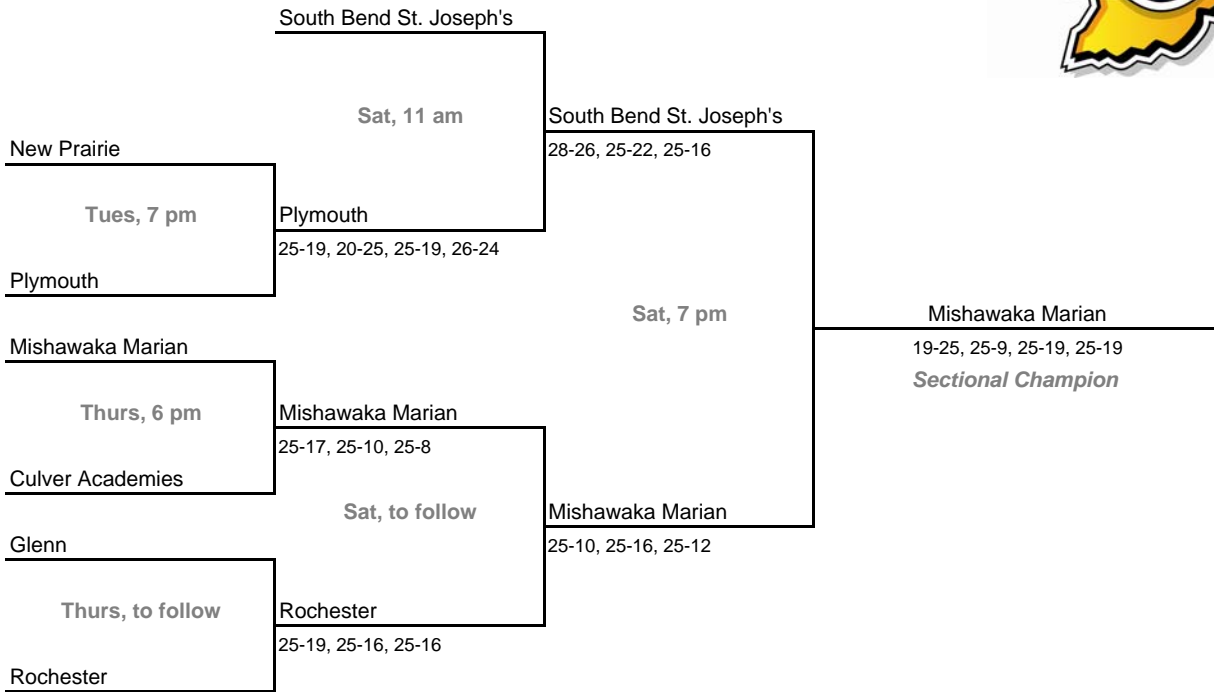 South Bend St. Joseph's
Sat, 11 am
South Bend St. Joseph's
New Prairie
28-26, 25-22, 25-16
Tues, 7 pm
Plymouth
25-19, 20-25, 25-19, 26-24
Plymouth
Sat, 7 pm
Mishawaka Marian
Mishawaka Marian
19-25, 25-9, 25-19, 25-19
Sectional Champion
Thurs, 6 pm
Mishawaka Marian
25-17, 25-10, 25-8
Culver Academies
Sat, to follow
Mishawaka Marian
Glenn
25-10, 25-16, 25-12
Thurs, to follow
Rochester
25-19, 25-16, 25-16
Rochester